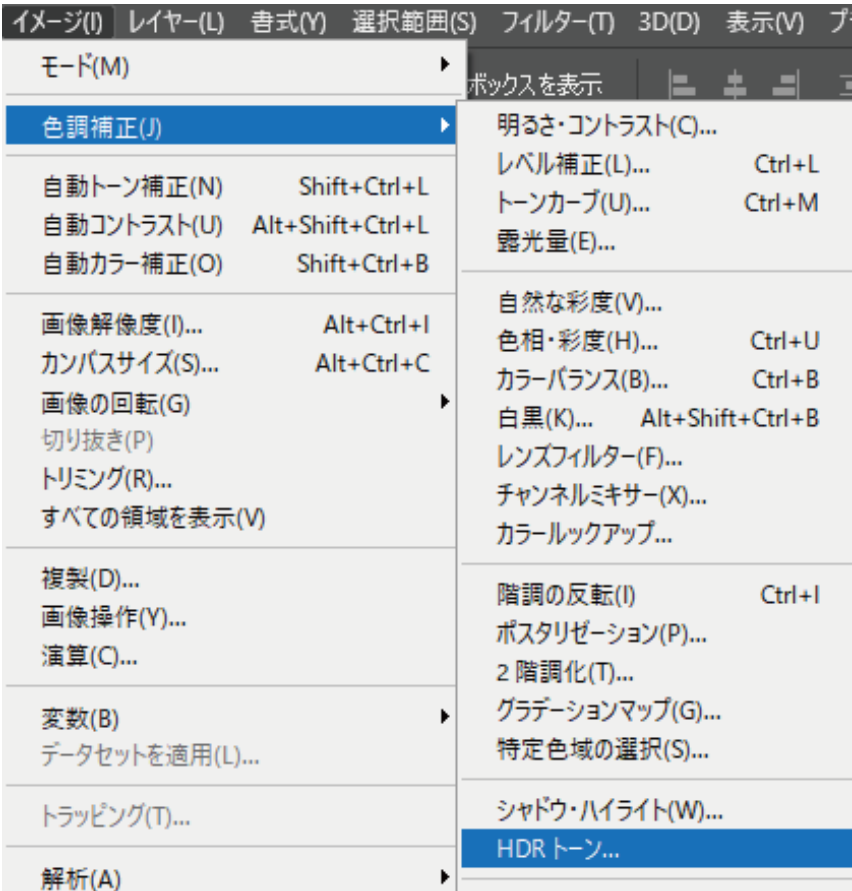 イメージ(I) レイヤー(L) 書式(Y) 選択範囲(S) フィルター(T) 3D(D) 表示(V)
ボックスを表示
モード(M)
色調補正(J)
自動トーン補正(N) Shift+Ctrl+L
自動コントラスト(U) Alt+Shift+Ctrl+L
自動カラー補正(O) Shift+Ctrl+B
画像解像度(I)... Alt+Ctrl+I
カンバスサイズ(S)... Alt+Ctrl+C
画像の回転(G)
切り抜き(P)
トリミング(R)...
すべての領域を表示(V)
複製(D)...
画像操作(Y)...
演算(C)...
変数(B)
データセットを適用(L)...
トラッピング(T)...
解析(A)
明るさ・コントラスト(C)...
レベル補正(L)... Ctrl+L
トーンカーブ(U)... Ctrl+M
露光量(E)...
自然な彩度(V)...
色相・彩度(H)... Ctrl+U
カラーバランス(B)... Ctrl+B
白黒(K)... Alt+Shift+Ctrl+B
レンズフィルター(F)...
チャンネルミキサー(X)...
カラールックアップ...
階調の反転(I) Ctrl+I
ポスタリゼーション(P)...
2 階調化(T)...
グラデーションマップ(G)...
特定色域の選択(S)...
シャドウ・ハイライト(W)...
HDR トーン...